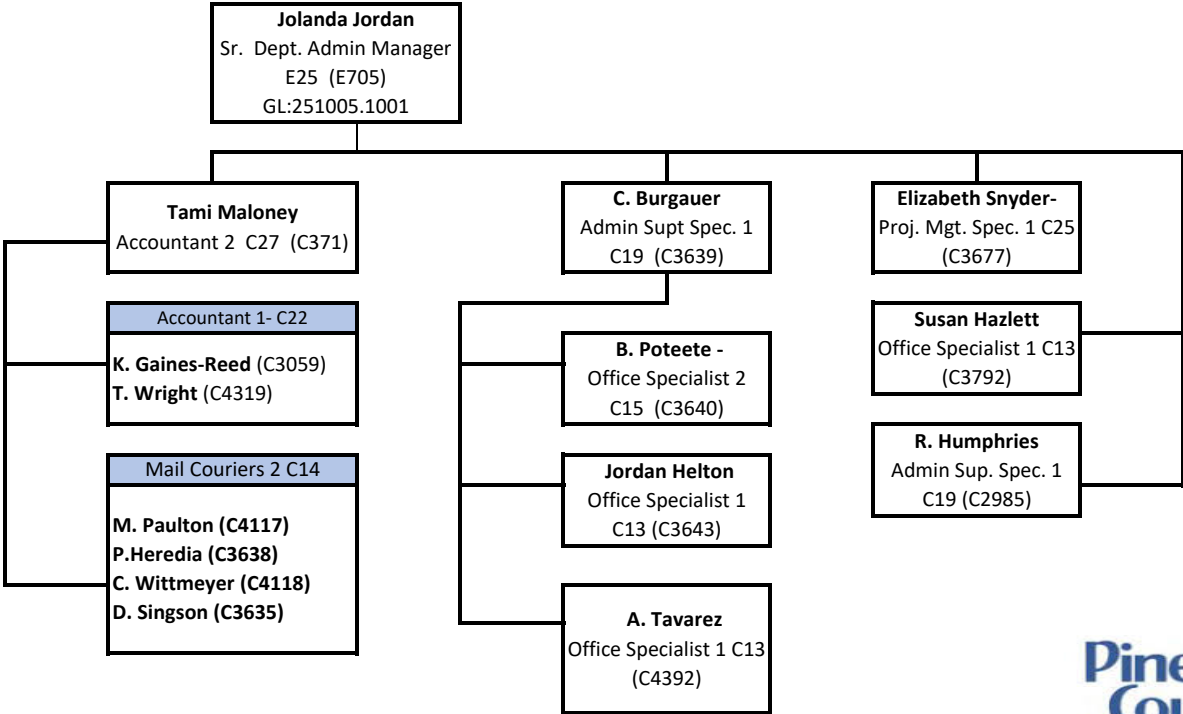 Jolanda Jordan
Sr. Dept. Admin Manager
E25 (E705)
GL:251005.1001
Tami Maloney
Accountant 2 C27 (C371)
Accountant 1- C22
K. Gaines-Reed (C3059)
T. Wright (C4319)
Mail Couriers 2 C14
M. Paulton (C4117)
P.Heredia (C3638)
C. Wittmeyer (C4118)
D. Singson (C3635)
C. Burgauer
Admin Supt Spec. 1
C19 (C3639)
B. Poteete -
Office Specialist 2
C15 (C3640)
Jordan Helton
Office Specialist 1
C13 (C3643)
A. Tavarez
Office Specialist 1 C13
(C4392)
Elizabeth Snyder-
Proj. Mgt. Spec. 1 C25
(C3677)
Susan Hazlett
Office Specialist 1 C13
(C3792)
R. Humphries
Admin Sup. Spec. 1
C19 (C2985)